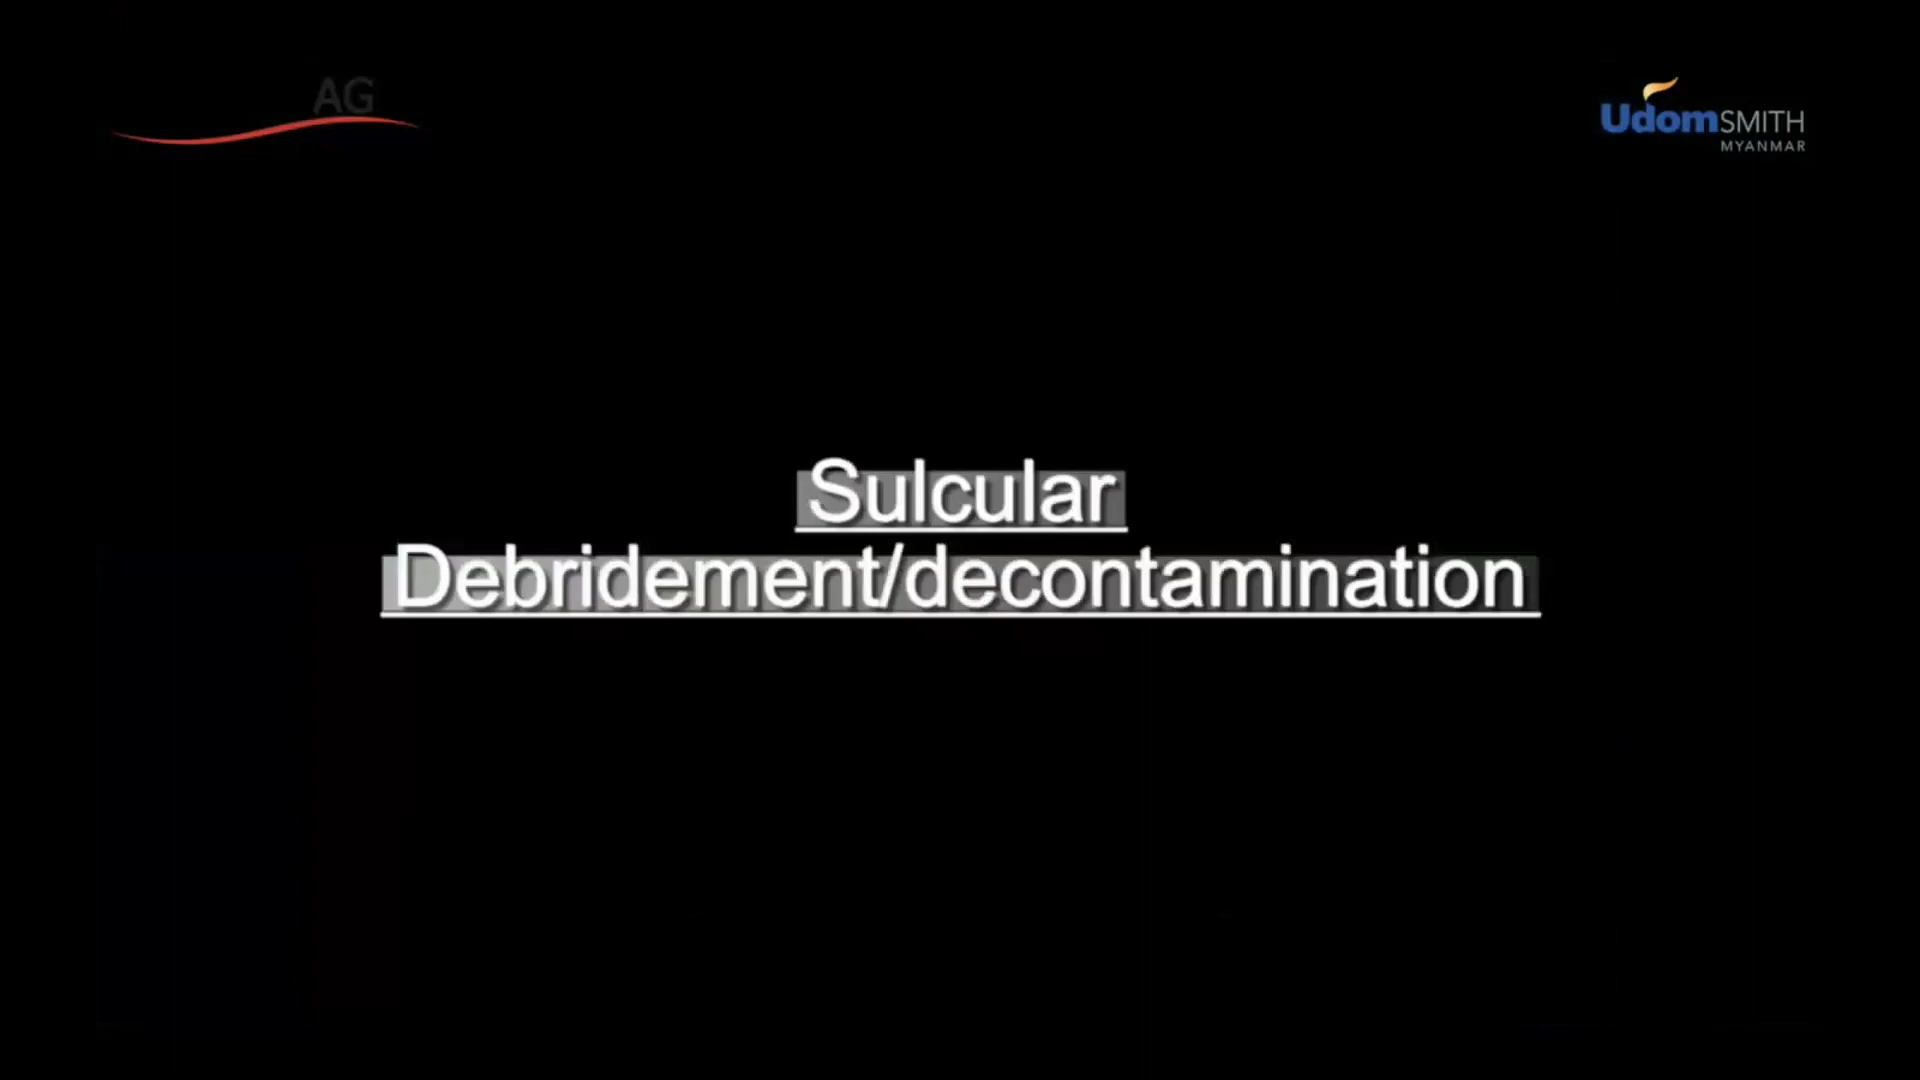 AG
UdomSMITH
MYANMAR
Sulcular
Debridement/decontamination